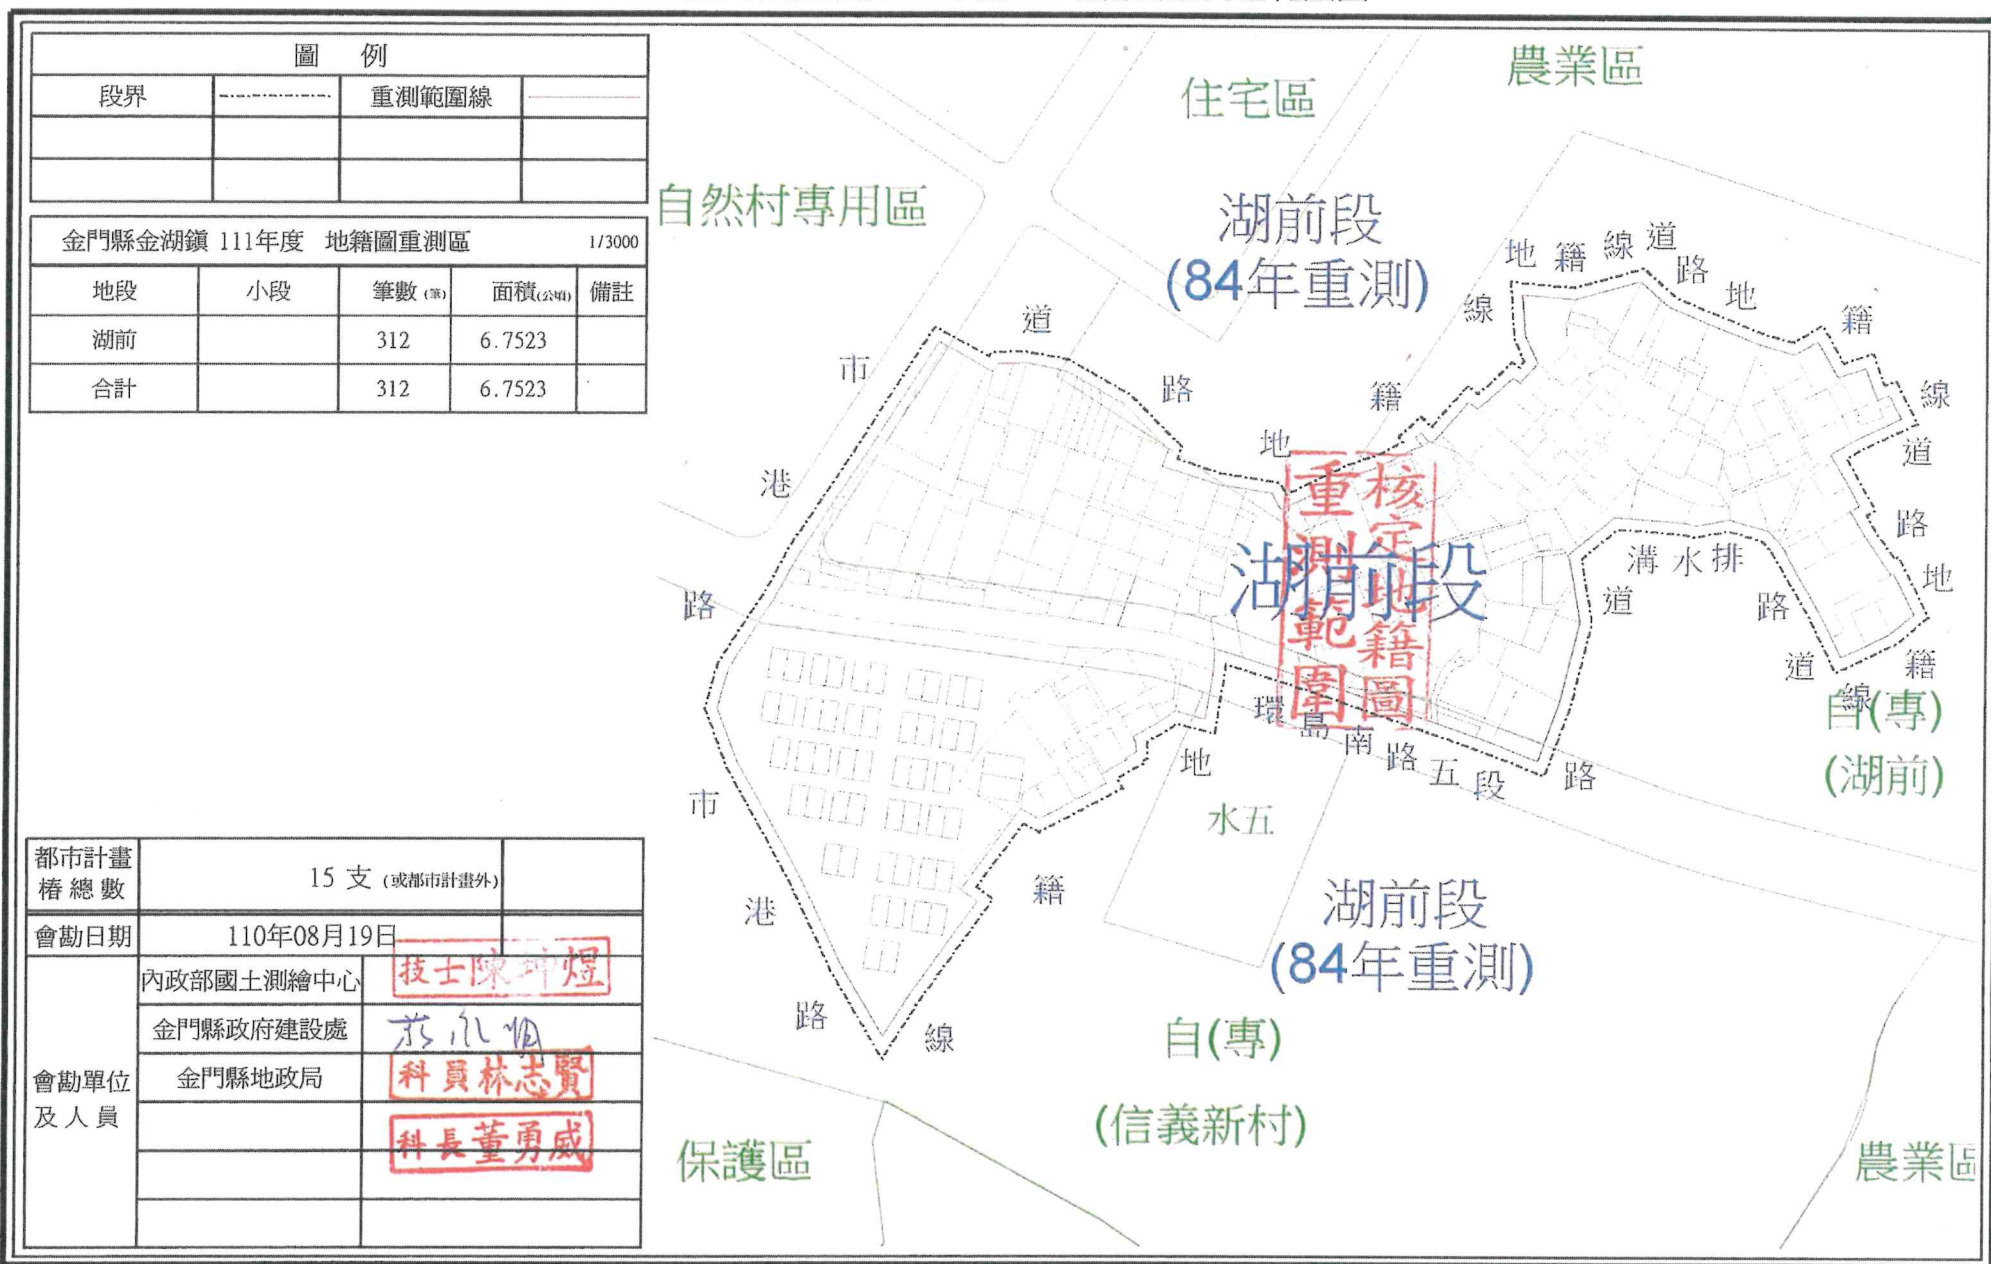 圖 例
段界 重測範圍線
金門縣金湖鎮 111年度 地籍圖重測區 1/3000
地段 小段 筆數(筆) 面積(公頃) 備註
湖前 312 6.7523
合計 312 6.7523
都市計畫樁總數 15 支 (或都市計畫外)
會勘日期 110年08月19日
會勘單位及人員
內政部國土測繪中心 技士陳坤煜
金門縣政府建設處
金門縣地政局 科員林志賢
科長董勇威
農業區
住宅區
自然村專用區
湖前段
(84年重測)
道路地籍線
道路地籍線
地籍線
市港路
市港路
核定地籍圖
重測範圍
湖前段
排水溝
道路
道路
環島南路五段
地籍線
水五
自(專)
(湖前)
湖前段
(84年重測)
自(專)
(信義新村)
保護區
農業區